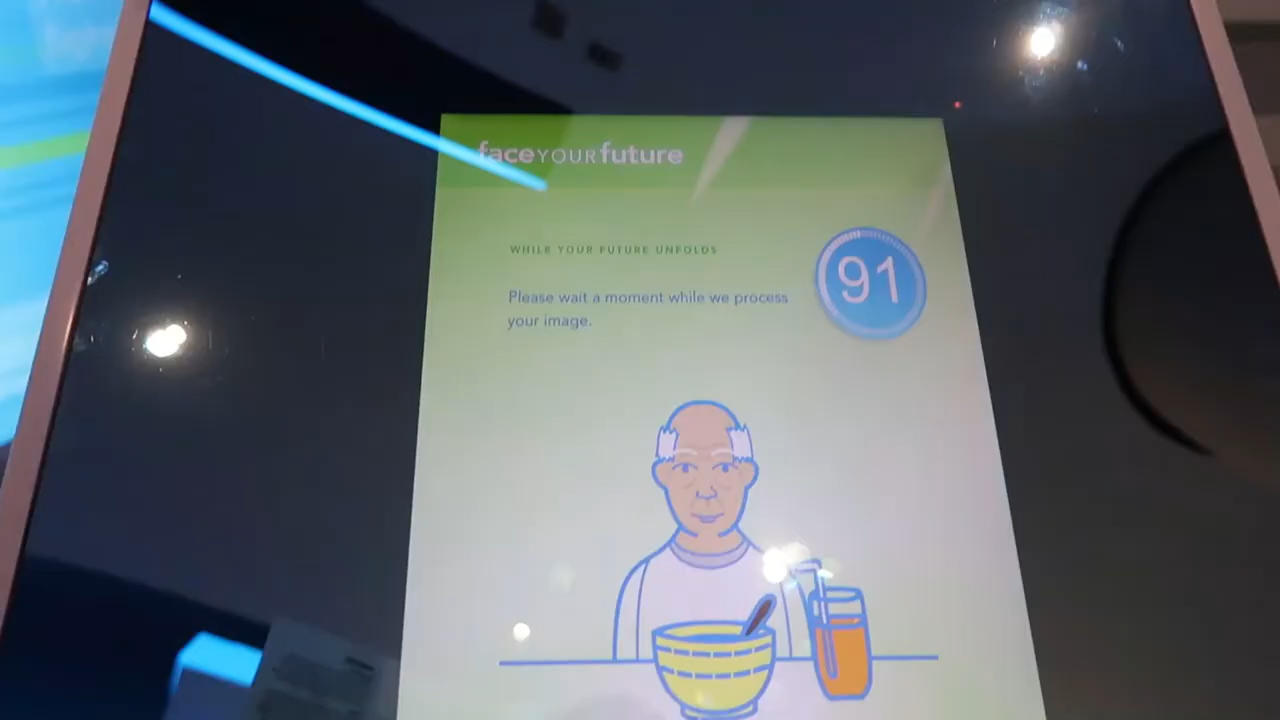 faceYOURfuture
WHILE YOUR FUTURE UNFOLDS
91
Please wait a moment while we process
your image.